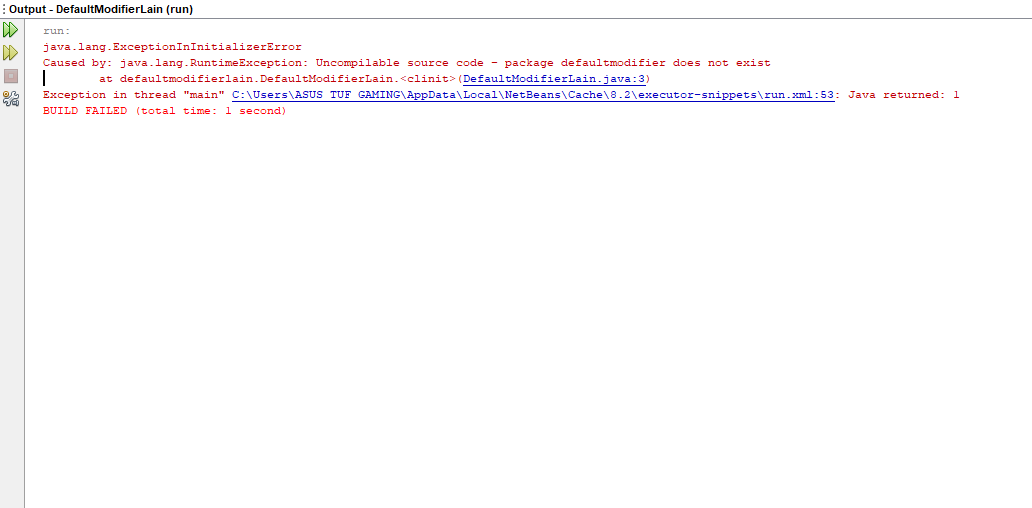 Output - DefaultModifierLain (run)
run:
java.lang.ExceptionInInitializerError
Caused by: java.lang.RuntimeException: Uncompilable source code - package defaultmodifier does not exist
at defaultmodifierlain.DefaultModifierLain.<clinit>(DefaultModifierLain.java:3)
Exception in thread "main" C:\Users\ASUS TUF GAMING\AppData\Local\NetBeans\Cache\8.2\executor-snippets\run.xml:53: Java returned: 1
BUILD FAILED (total time: 1 second)